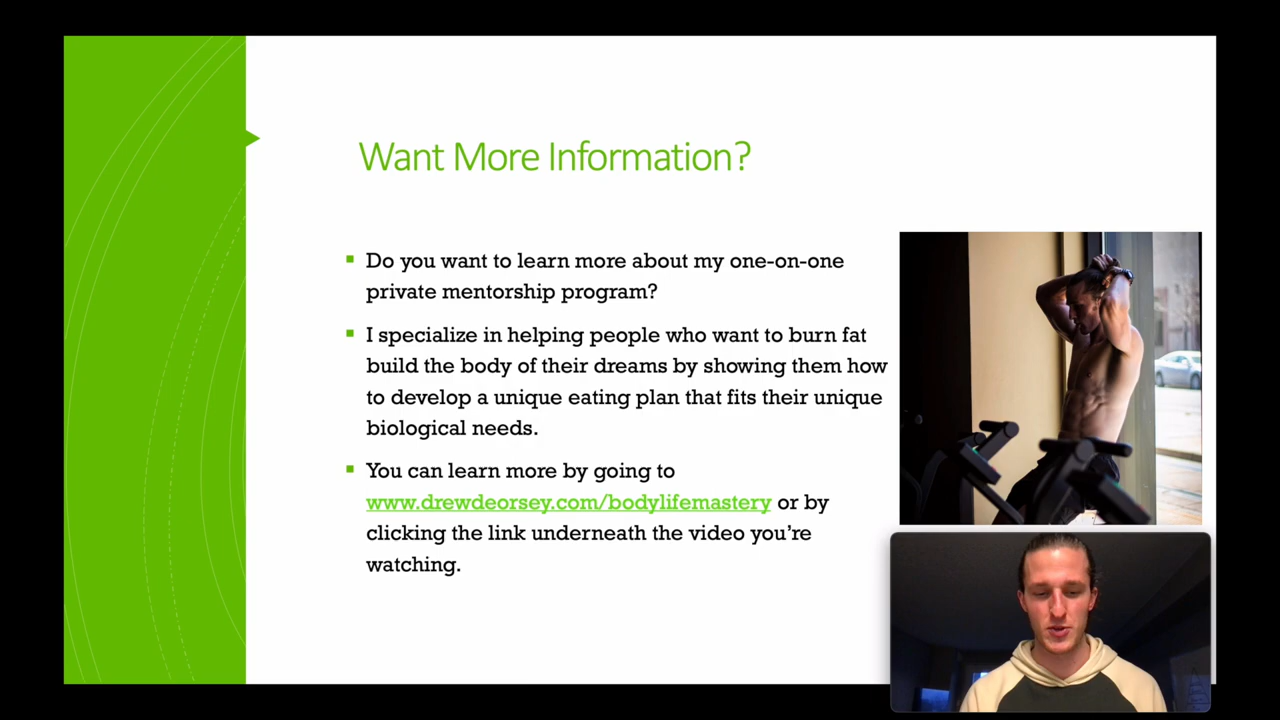 Want More Information?
Do you want to learn more about my one-on-one
private mentorship program?
I specialize in helping people who want to burn fat
build the body of their dreams by showing them how
to develop a unique eating plan that fits their unique
biological needs.
You can learn more by going to
www.drewdeorsey.com/bodylifemastery or by
clicking the link underneath the video you’re
watching.